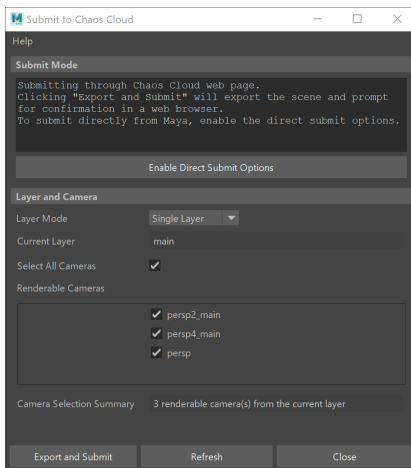 Submit to Chaos Cloud
Help
Submit Mode
Submitting through Chaos Cloud web page.
Clicking "Export and Submit" will export the scene and prompt
for confirmation in a web browser.
To submit directly from Maya, enable the direct submit options.
Enable Direct Submit Options
Layer and Camera
Layer Mode Single Layer
Current Layer main
Select All Cameras
Renderable Cameras
persp2_main
persp4_main
persp
Camera Selection Summary 3 renderable camera(s) from the current layer
Export and Submit Refresh Close